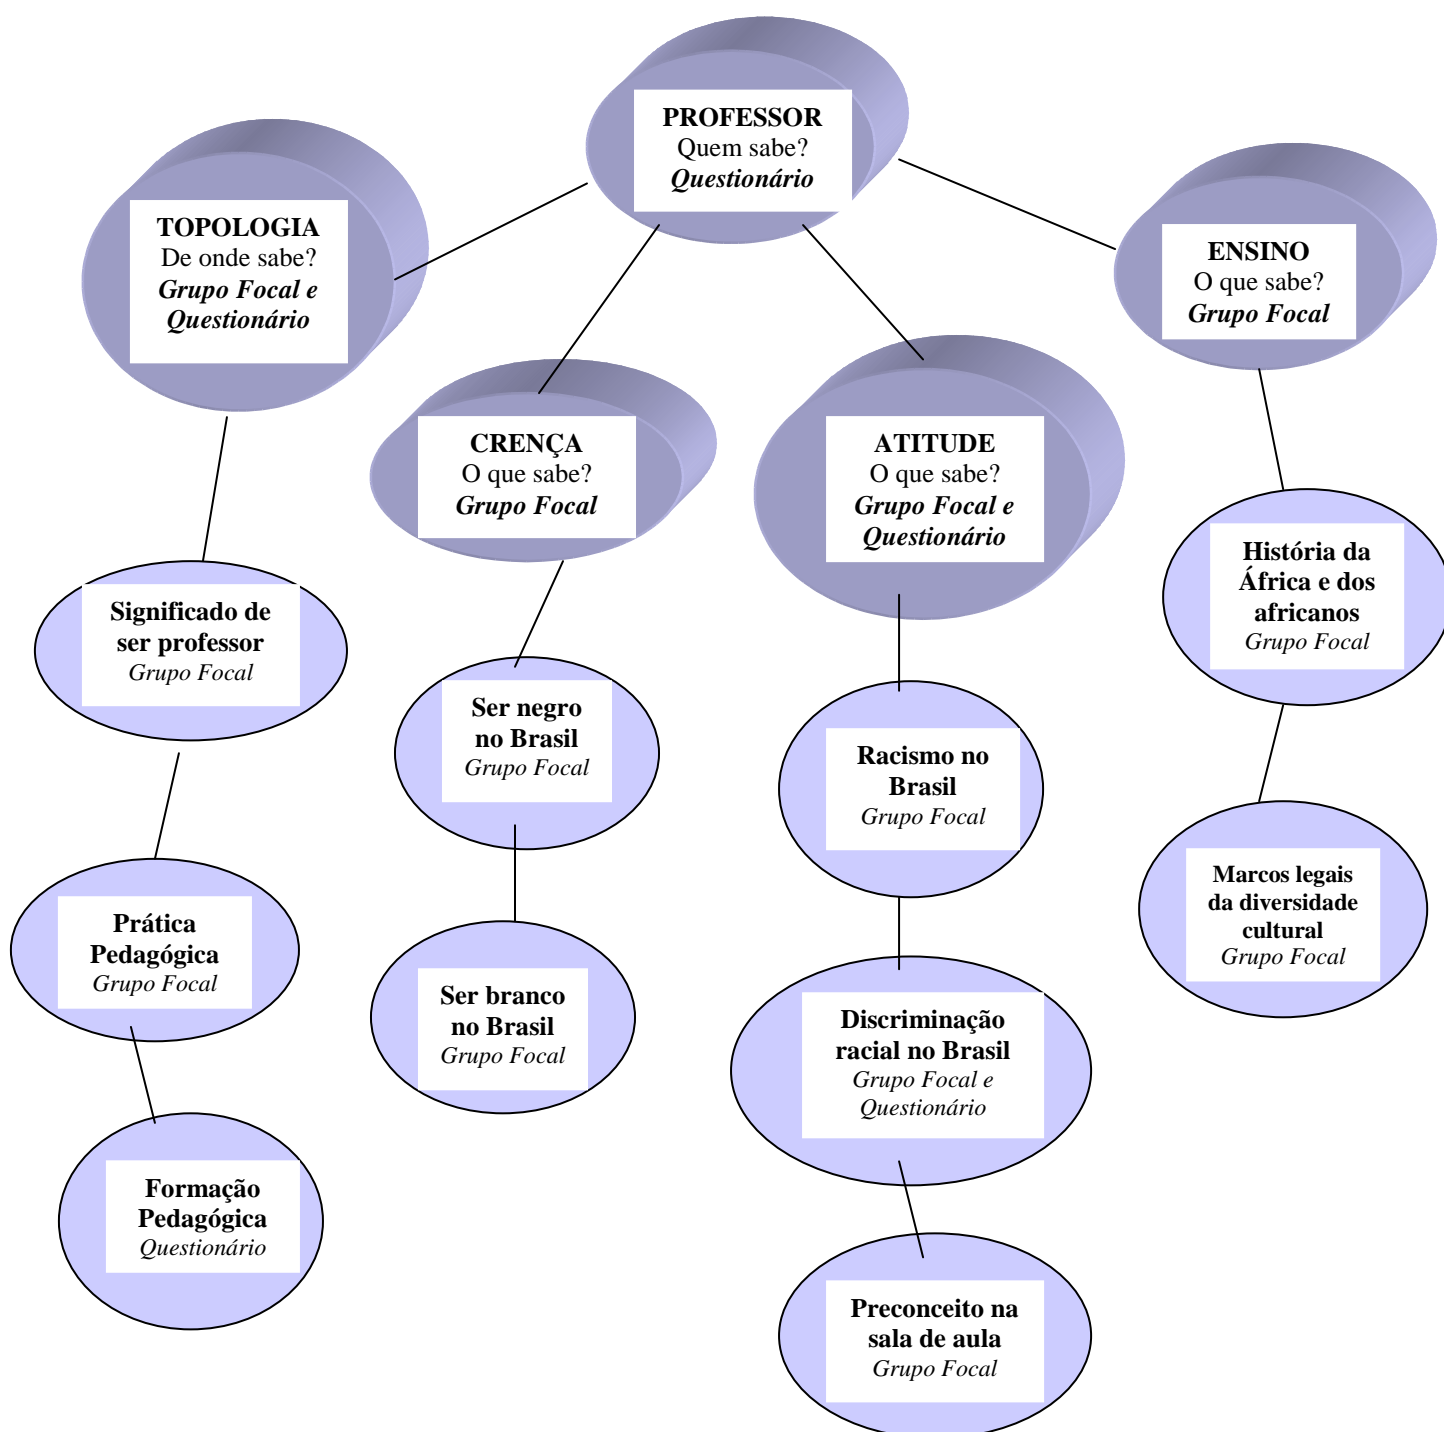 PROFESSOR
Quem sabe?
Questionário
TOPOLOGIA
De onde sabe?
Grupo Focal e
Questionário
CRENÇA
O que sabe?
Grupo Focal
ATITUDE
O que sabe?
Grupo Focal e
Questionário
ENSINO
O que sabe?
Grupo Focal
Significado de
ser professor
Grupo Focal
Prática
Pedagógica
Grupo Focal
Formação
Pedagógica
Questionário
Ser negro
no Brasil
Grupo Focal
Ser branco
no Brasil
Grupo Focal
Racismo no
Brasil
Grupo Focal
Discriminação
racial no Brasil
Grupo Focal e
Questionário
Preconceito na
sala de aula
Grupo Focal
História da
África e dos
africanos
Grupo Focal
Marcos legais
da diversidade
cultural
Grupo Focal